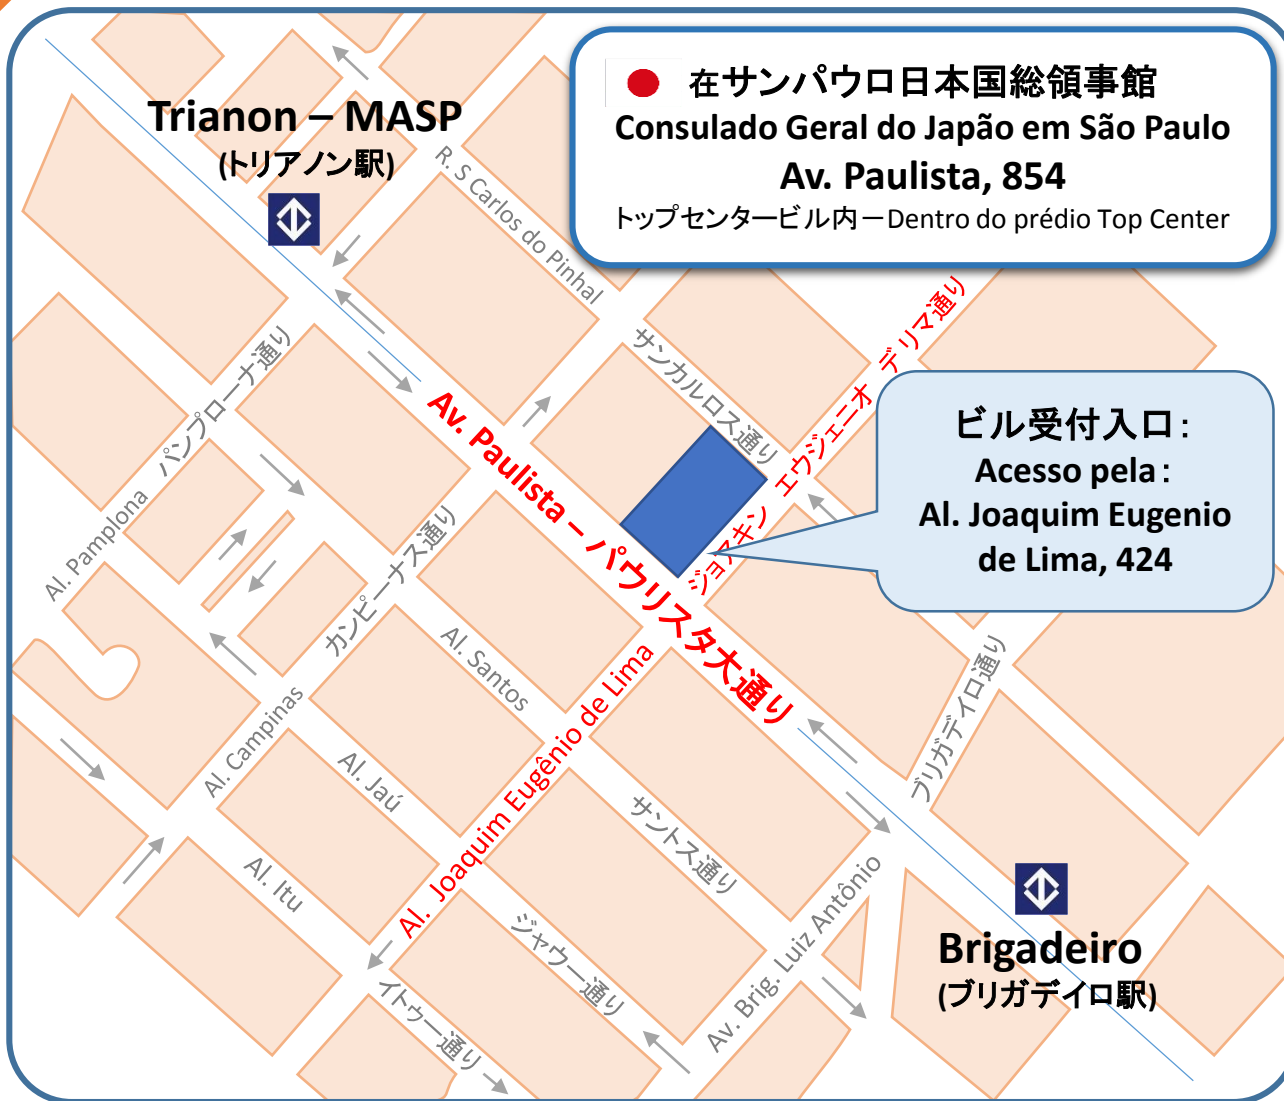 在サンパウロ日本国総領事館
Consulado Geral do Japão em São Paulo
Av. Paulista, 854
トップセンタービル内ーDentro do prédio Top Center
Trianon – MASP
(トリアノン駅)
R. S Carlos do Pinhal
サンカルロス通り
ジョアキン エウジェニオ デ リマ通り
ビル受付入口:
Acesso pela:
Al. Joaquim Eugenio
de Lima, 424
Av. Paulista – パウリスタ大通り
Al. Pamplona パンプローナ通り
Al. Campinas カンピーナス通り
Al. Santos
サントス通り
Al. Jaú
ジャウー通り
Al. Itu
イトゥー通り
Al. Joaquim Eugênio de Lima
Av. Brig. Luiz Antônio
ブリガデイロ通り
Brigadeiro
(ブリガデイロ駅)